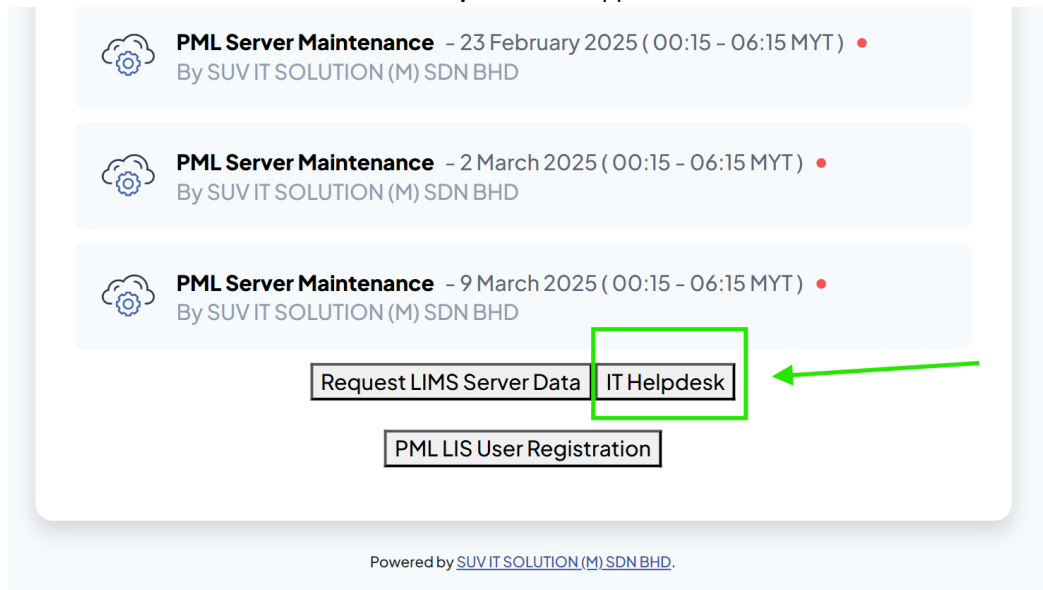 PML Server Maintenance - 23 February 2025 ( 00:15 - 06:15 MYT )
By SUV IT SOLUTION (M) SDN BHD
PML Server Maintenance - 2 March 2025 ( 00:15 - 06:15 MYT )
By SUV IT SOLUTION (M) SDN BHD
PML Server Maintenance - 9 March 2025 ( 00:15 - 06:15 MYT )
By SUV IT SOLUTION (M) SDN BHD
Request LIMS Server Data IT Helpdesk
PML LIS User Registration
Powered by SUV IT SOLUTION (M) SDN BHD.